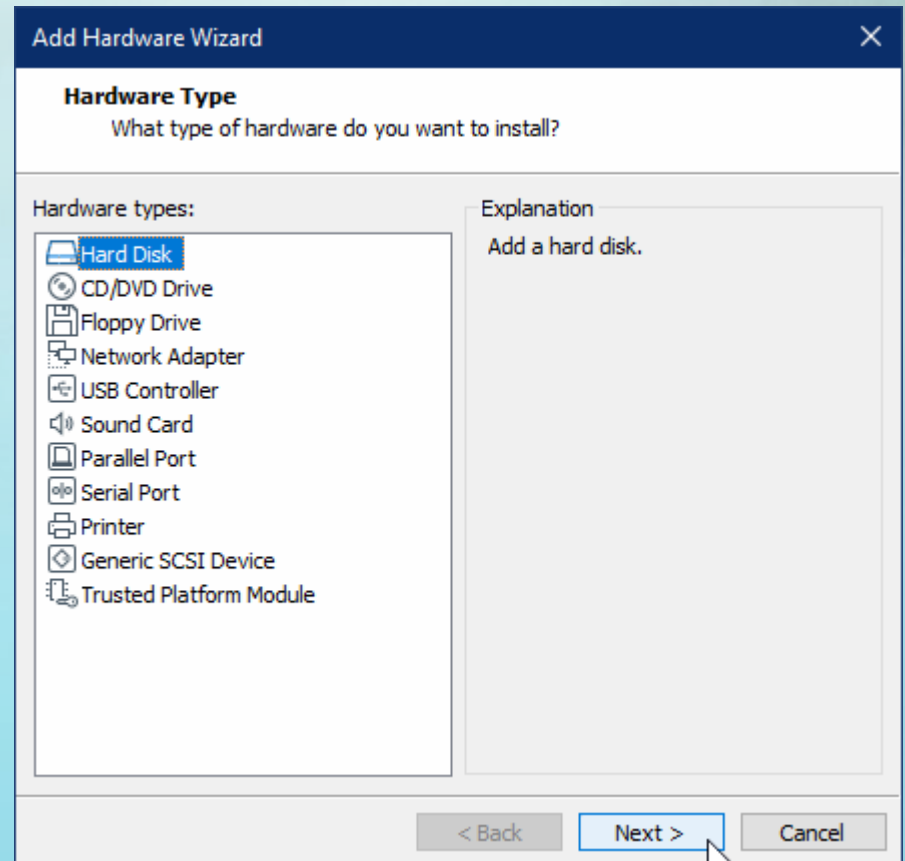 Add Hardware Wizard
Hardware Type
What type of hardware do you want to install?
Hardware types:
Hard Disk
CD/DVD Drive
Floppy Drive
Network Adapter
USB Controller
Sound Card
Parallel Port
Serial Port
Printer
Generic SCSI Device
Trusted Platform Module
Explanation
Add a hard disk.
< Back
Next >
Cancel